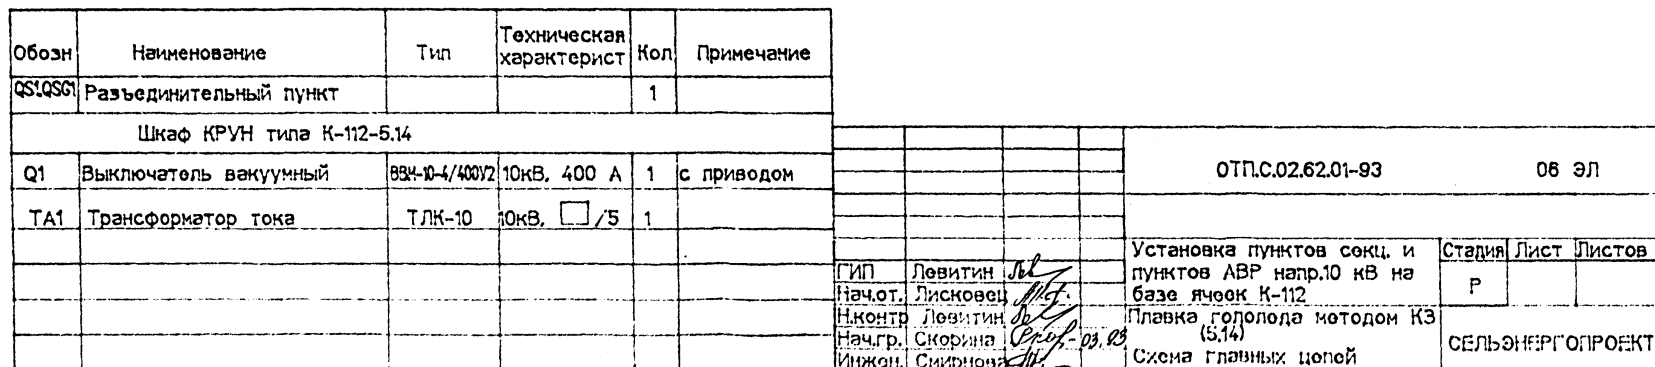 Обозн Наименование Тип Техническая характерист Кол Примечание
QS1.QSG1 Разъединительный пункт 1
Шкаф КРУН типа К-112-5.14
Q1 Выключатель вакуумный ВВН-10-4/400У2 10кВ, 400 А 1 с приводом
ТА1 Трансформатор тока ТЛК-10 10кВ, /5 1
ОТП.С.02.62.01-93 06 ЭЛ
Установка пунктов секц. и
пунктов АВР напр.10 кВ на
базе ячеек К-112
Стадия Лист Листов
Р
ГИП Левитин
Нач.от. Лисковец
Н.контр Левитин
Нач.гр. Скорина 03.93
Инжен. Смирнова
Плавка гололода методом КЗ
(5.14)
Схема главных цепей
СЕЛЬЭНЕРГОПРОЕКТ